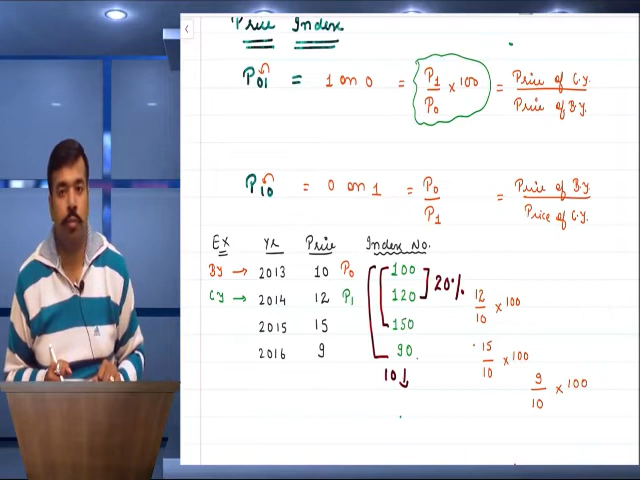 Price Index
P01 = 1 on 0 = P1/P0 × 100 = Price of C.Y./Price of B.Y.
P10 = 0 on 1 = P0/P1 = Price of B.Y/Price of C.Y.
EX Yr Price Index No.
BY → 2013 10 P0 100
CY → 2014 12 P1 120 ] 20% 12/10 × 100
2015 15 150 15/10 × 100
2016 9 90. 9/10 × 100
10↓